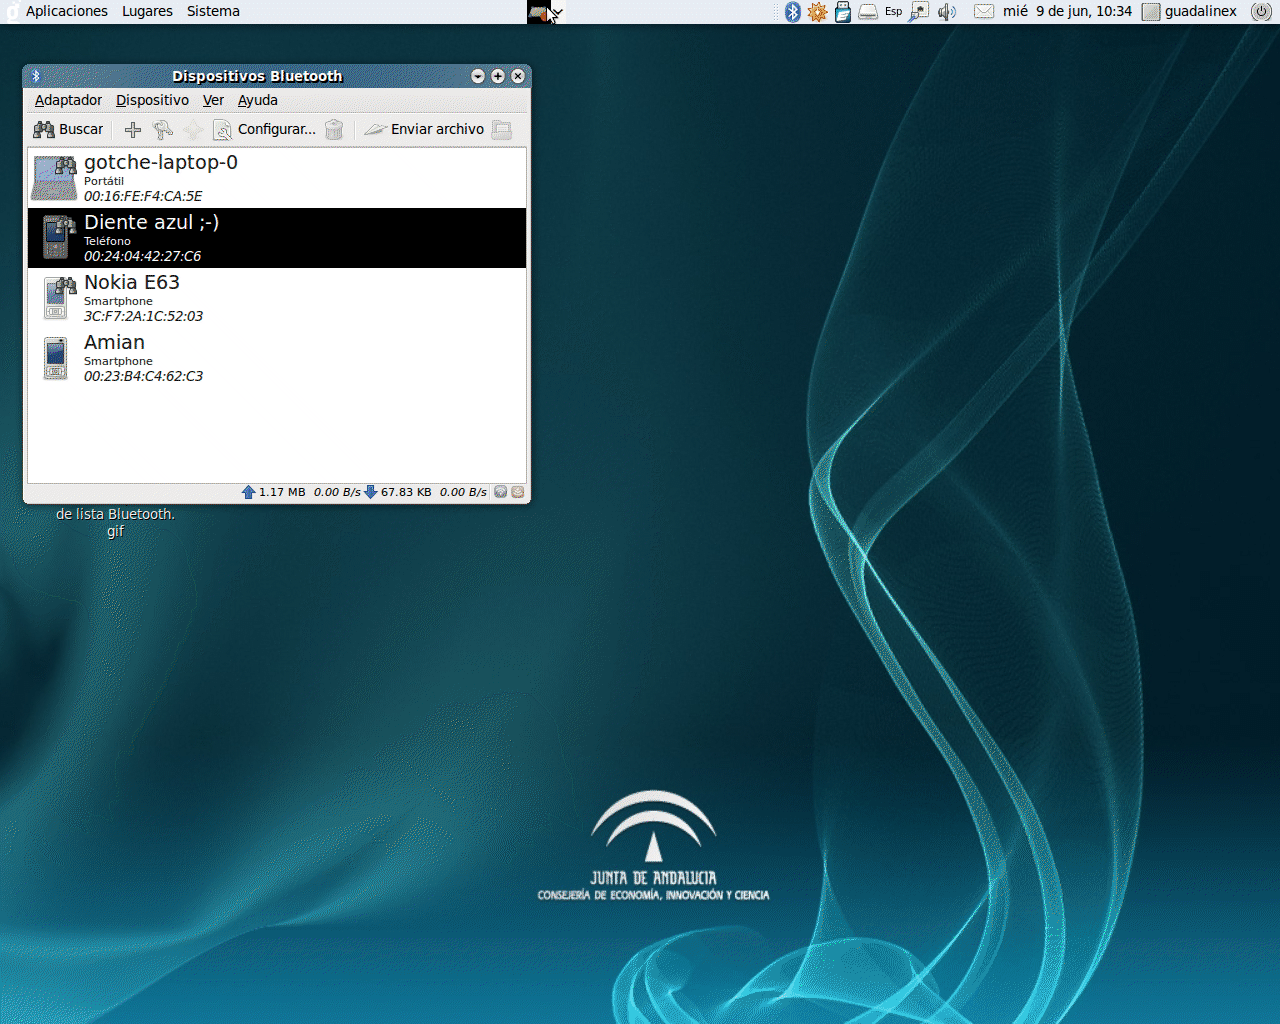 Aplicaciones Lugares Sistema
Esp mié 9 de jun, 10:34 guadalinex
Dispositivos Bluetooth
Adaptador Dispositivo Ver Ayuda
Buscar Configurar... Enviar archivo
gotche-laptop-0
Portátil
00:16:FE:F4:CA:5E
Diente azul ;-)
Teléfono
00:24:04:42:27:C6
Nokia E63
Smartphone
3C:F7:2A:1C:52:03
Amian
Smartphone
00:23:B4:C4:62:C3
1.17 MB 0.00 B/s 67.83 KB 0.00 B/s
de lista Bluetooth.
gif
JUNTA DE ANDALUCIA
CONSEJERÍA DE ECONOMÍA, INNOVACIÓN Y CIENCIA